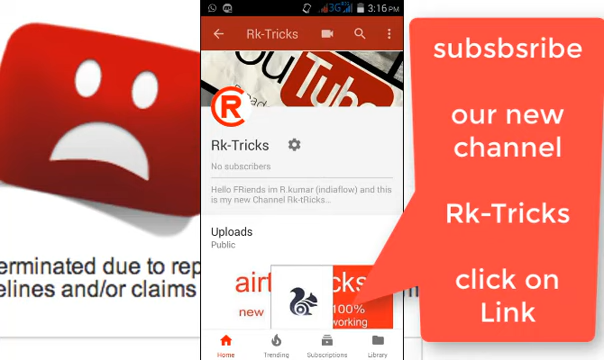 3G
3:16 PM
Rk-Tricks
YouTube
R
Rk-Tricks
No subscribers
Hello FRiends im R.kumar (indiaflow) and this
is my new Channel Rk-tRicks...
Uploads
Public
new
100%
working
Home
Trending
Subscriptions
Library
erminated due to rep
elines and/or claims
subsbsribe
our new
channel
Rk-Tricks
click on
Link